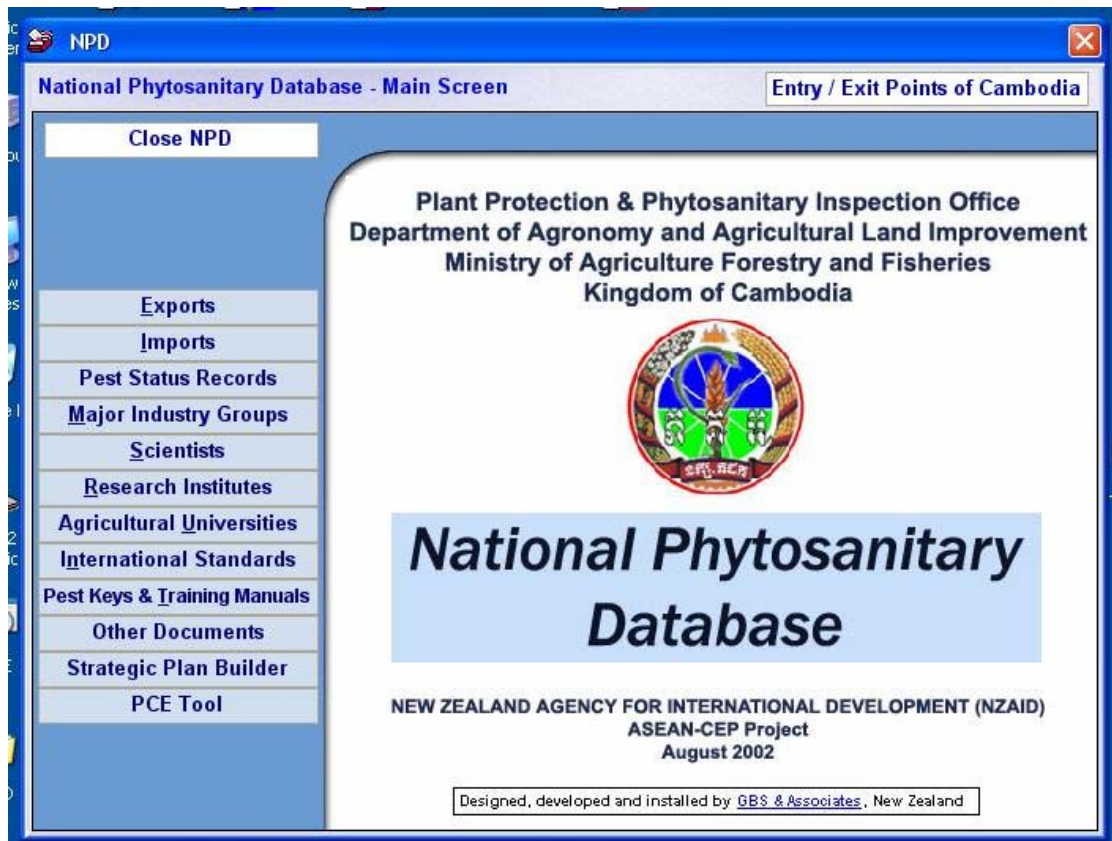 NPD
National Phytosanitary Database - Main Screen
Entry / Exit Points of Cambodia
Close NPD
Exports
Imports
Pest Status Records
Major Industry Groups
Scientists
Research Institutes
Agricultural Universities
International Standards
Pest Keys & Training Manuals
Other Documents
Strategic Plan Builder
PCE Tool
Plant Protection & Phytosanitary Inspection Office
Department of Agronomy and Agricultural Land Improvement
Ministry of Agriculture Forestry and Fisheries
Kingdom of Cambodia
National Phytosanitary
Database
NEW ZEALAND AGENCY FOR INTERNATIONAL DEVELOPMENT (NZAID)
ASEAN-CEP Project
August 2002
Designed, developed and installed by GBS & Associates, New Zealand